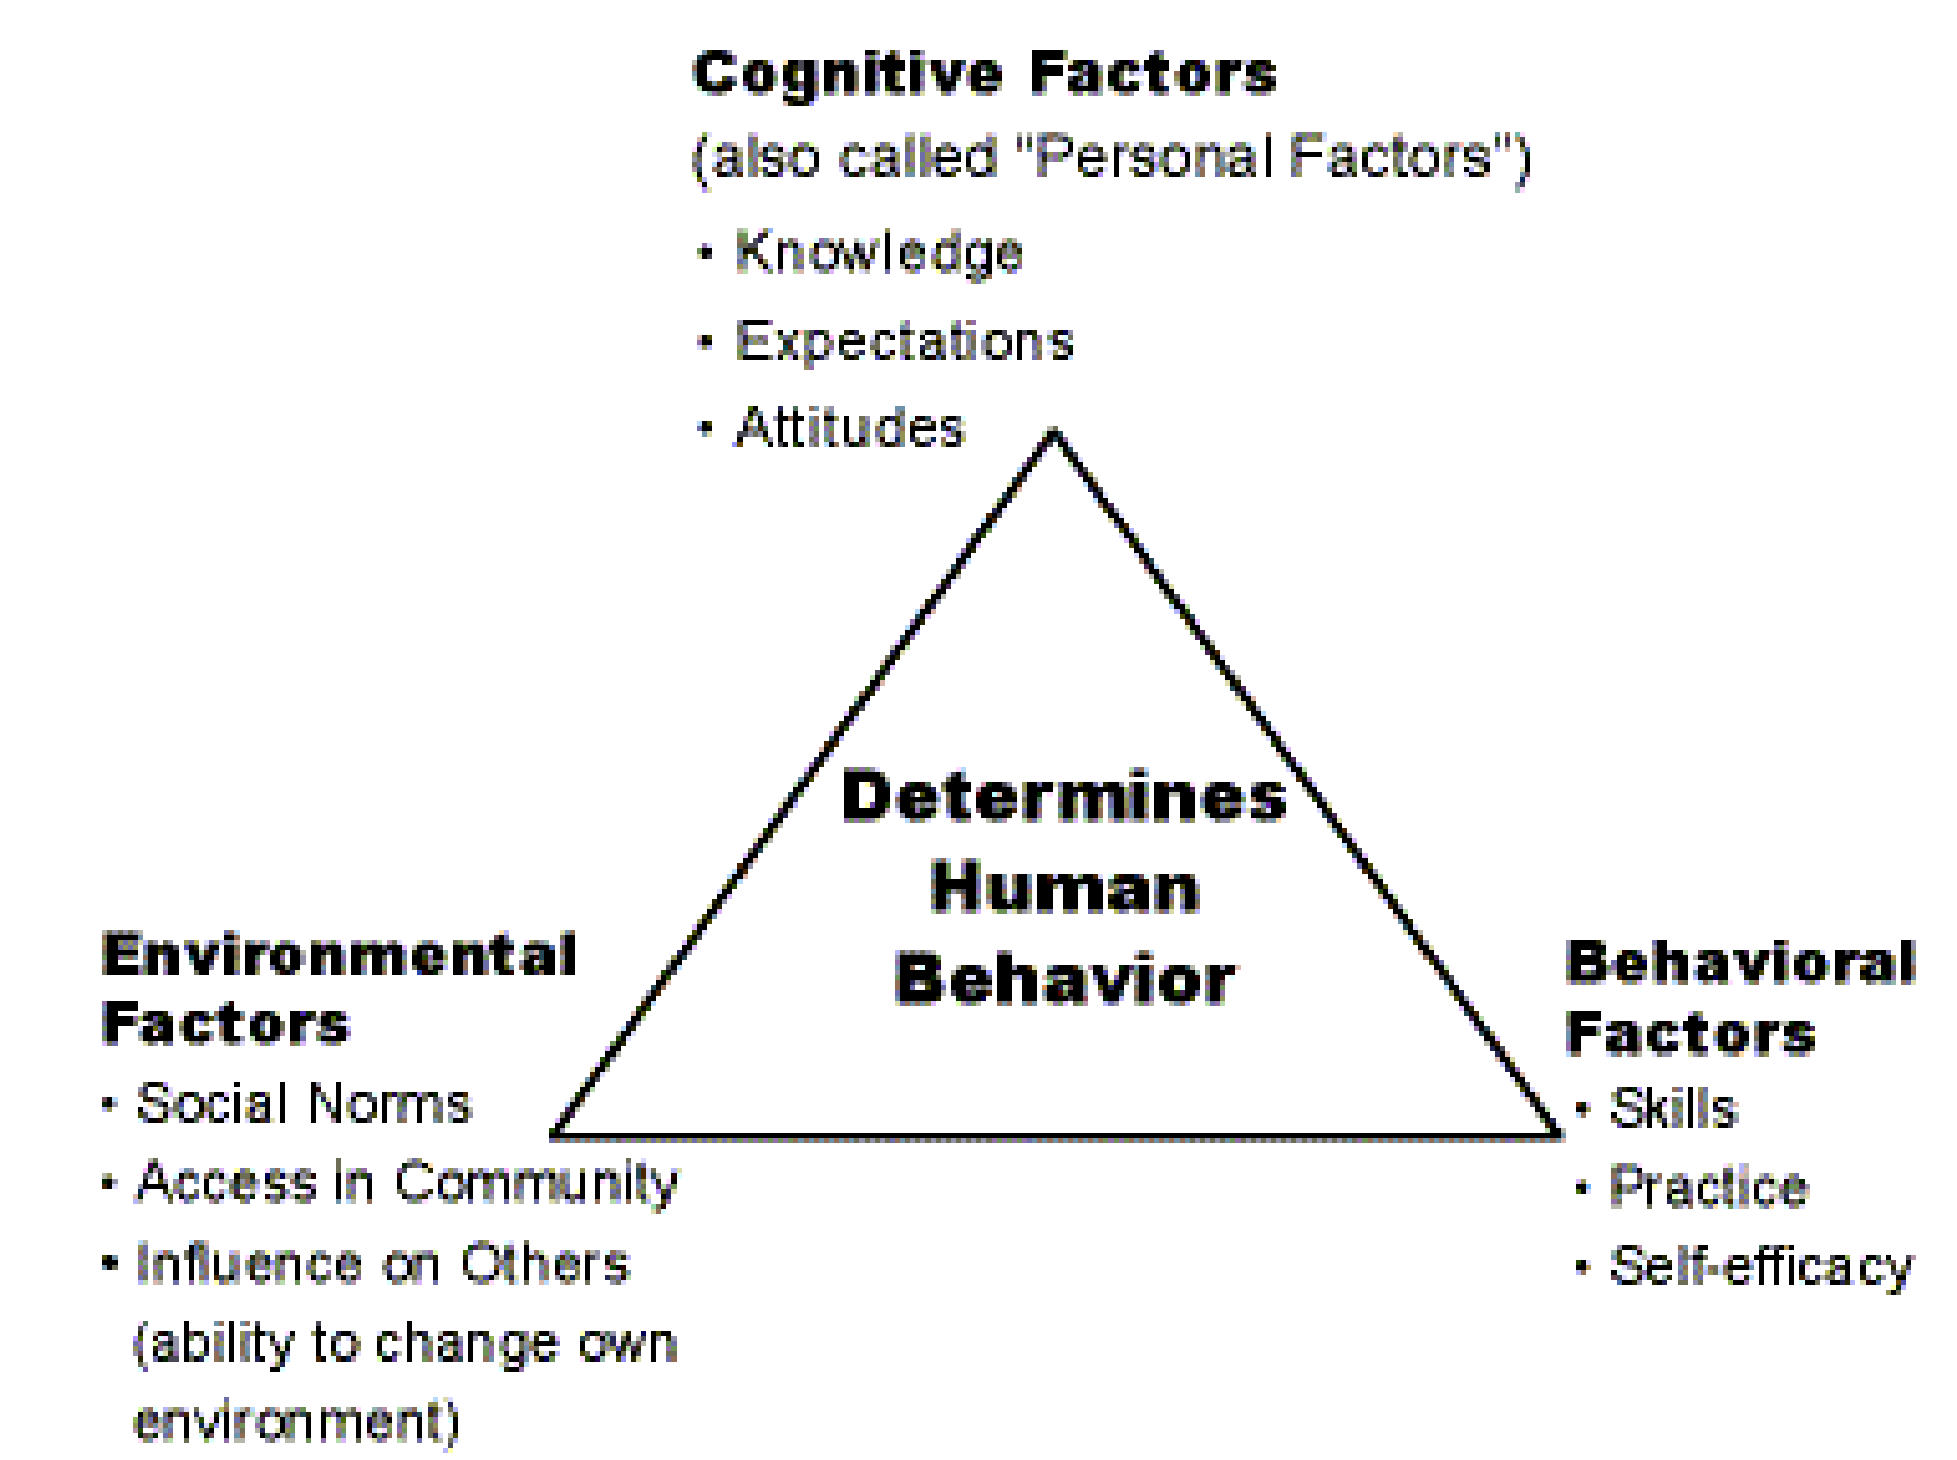 Cognitive Factors
(also called "Personal Factors")
• Knowledge
• Expectations
• Attitudes
Determines
Human
Behavior
Environmental
Factors
• Social Norms
• Access in Community
• Influence on Others
(ability to change own
environment)
Behavioral
Factors
• Skills
• Practice
• Self-efficacy